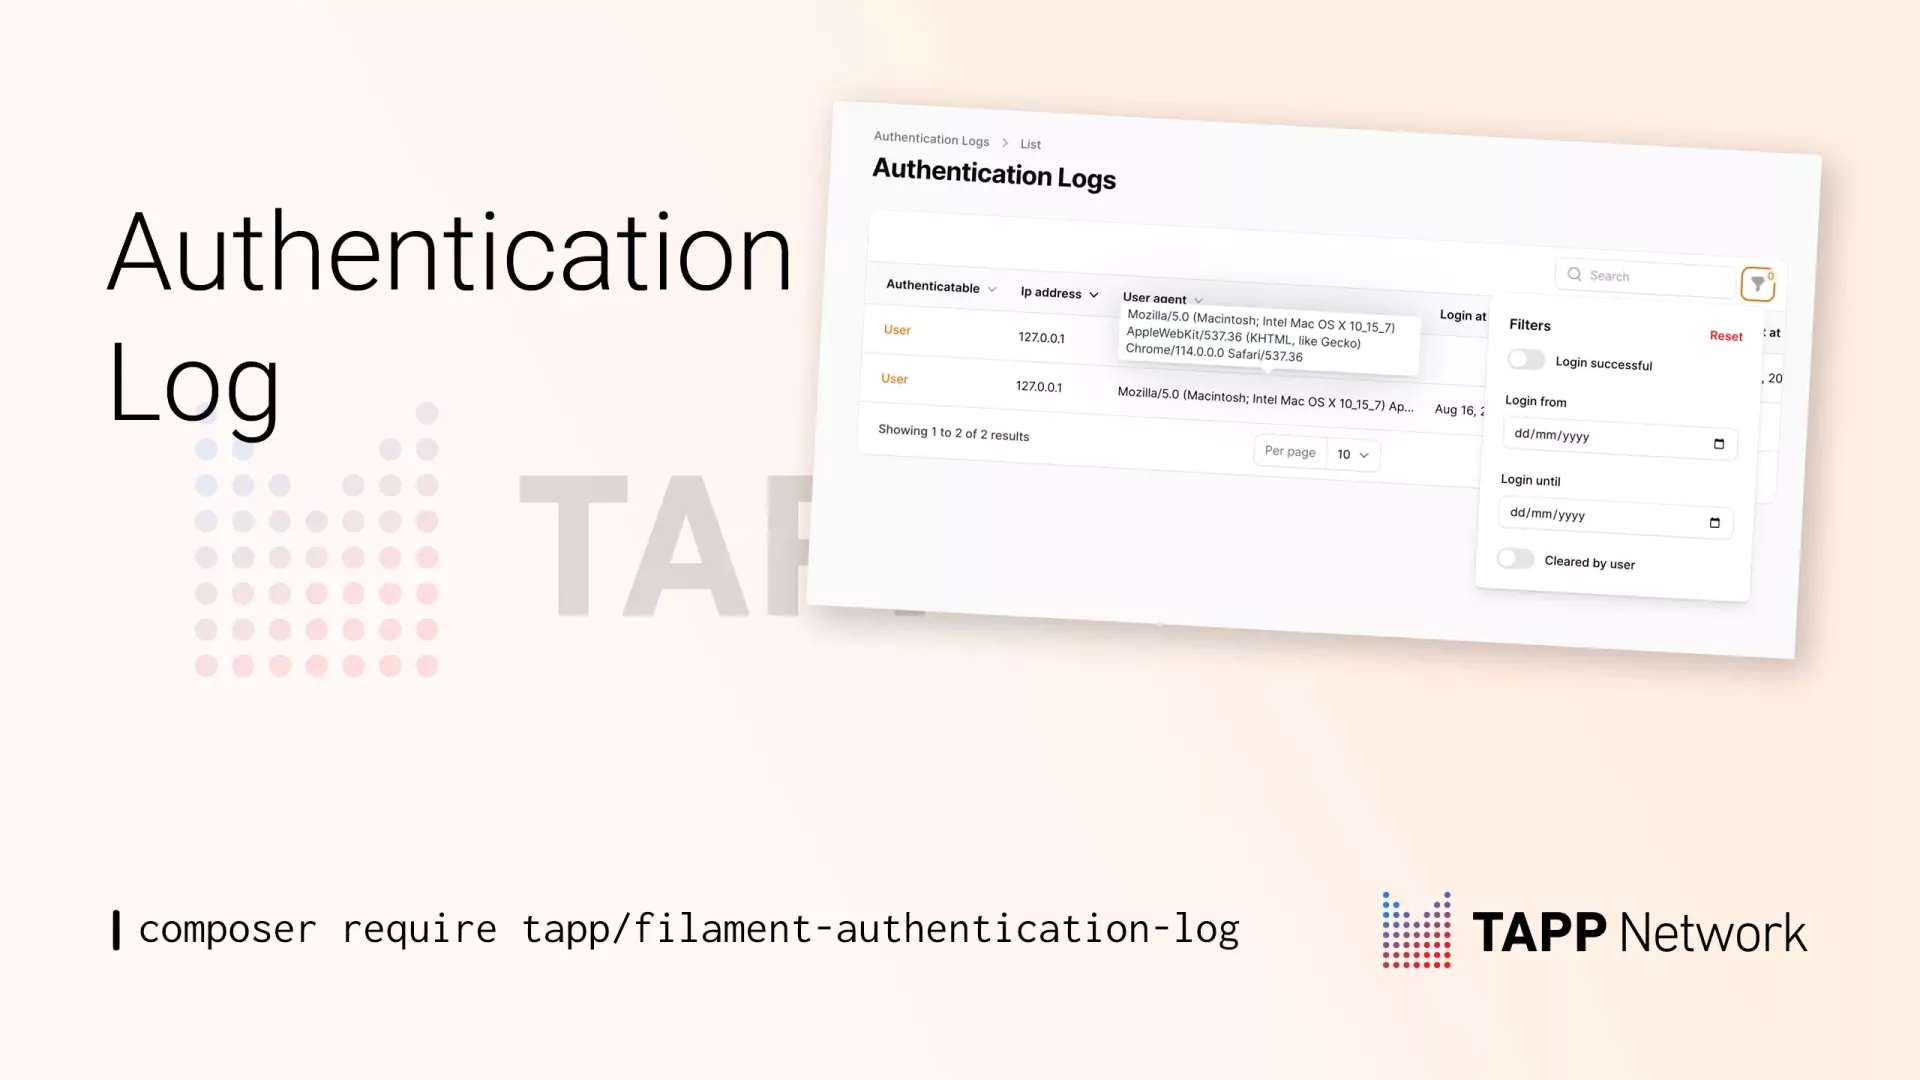 Authentication
Log
TAPP
Authentication Logs > List
Authentication Logs
Search
0
Authenticatable
Ip address
User agent
Login at
at
User
127.0.0.1
Mozilla/5.0 (Macintosh; Intel Mac OS X 10_15_7)
AppleWebKit/537.36 (KHTML, like Gecko)
Chrome/114.0.0.0 Safari/537.36
User
127.0.0.1
Mozilla/5.0 (Macintosh; Intel Mac OS X 10_15_7) Ap...
Aug 16, 2
, 20
Showing 1 to 2 of 2 results
Per page
10
Filters
Reset
Login successful
Login from
dd/mm/yyyy
Login until
dd/mm/yyyy
Cleared by user
composer require tapp/filament-authentication-log
TAPP Network